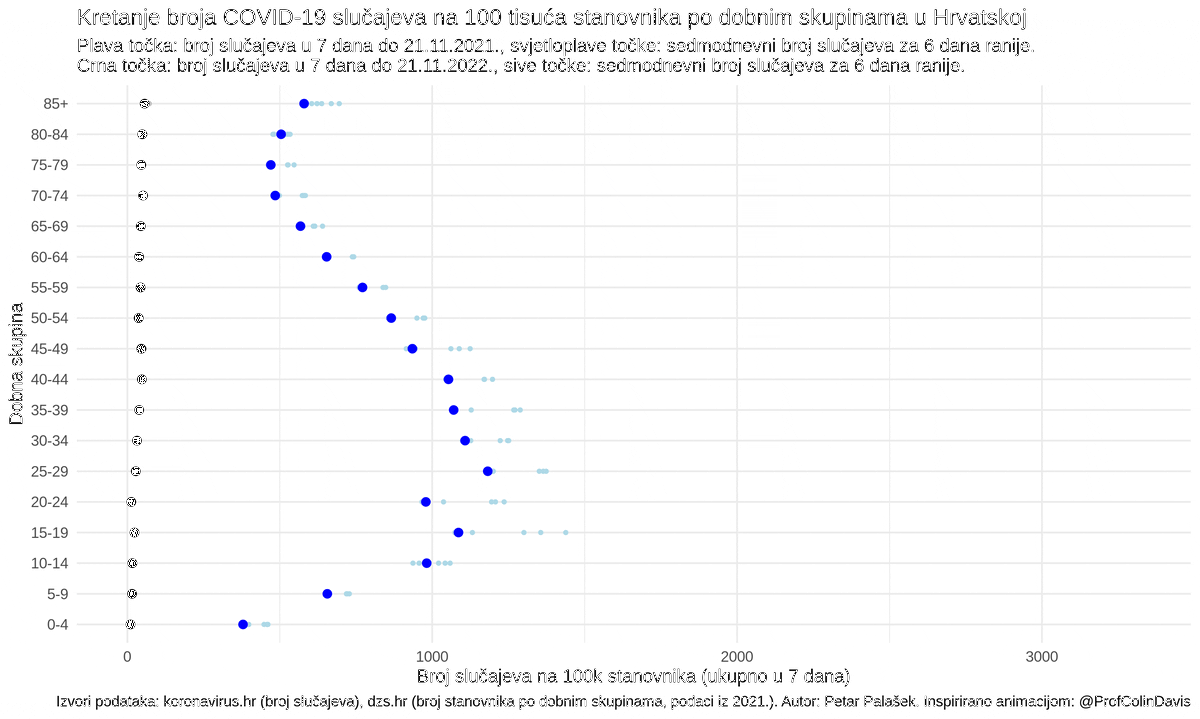 Kretanje broja COVID-19 slučajeva na 100 tisuća stanovnika po dobnim skupinama u Hrvatskoj
Plava točka: broj slučajeva u 7 dana do 21.11.2021., svjetloplave točke: sedmodnevni broj slučajeva za 6 dana ranije.
Crna točka: broj slučajeva u 7 dana do 21.11.2022., sive točke: sedmodnevni broj slučajeva za 6 dana ranije.
Dobna skupina
85+
80-84
75-79
70-74
65-69
60-64
55-59
50-54
45-49
40-44
35-39
30-34
25-29
20-24
15-19
10-14
5-9
0-4
0 1000 2000 3000
Broj slučajeva na 100k stanovnika (ukupno u 7 dana)
Izvori podataka: koronavirus.hr (broj slučajeva), dzs.hr (broj stanovnika po dobnim skupinama, podaci iz 2021.). Autor: Petar Palašek. Inspirirano animacijom: @ProfColinDavis